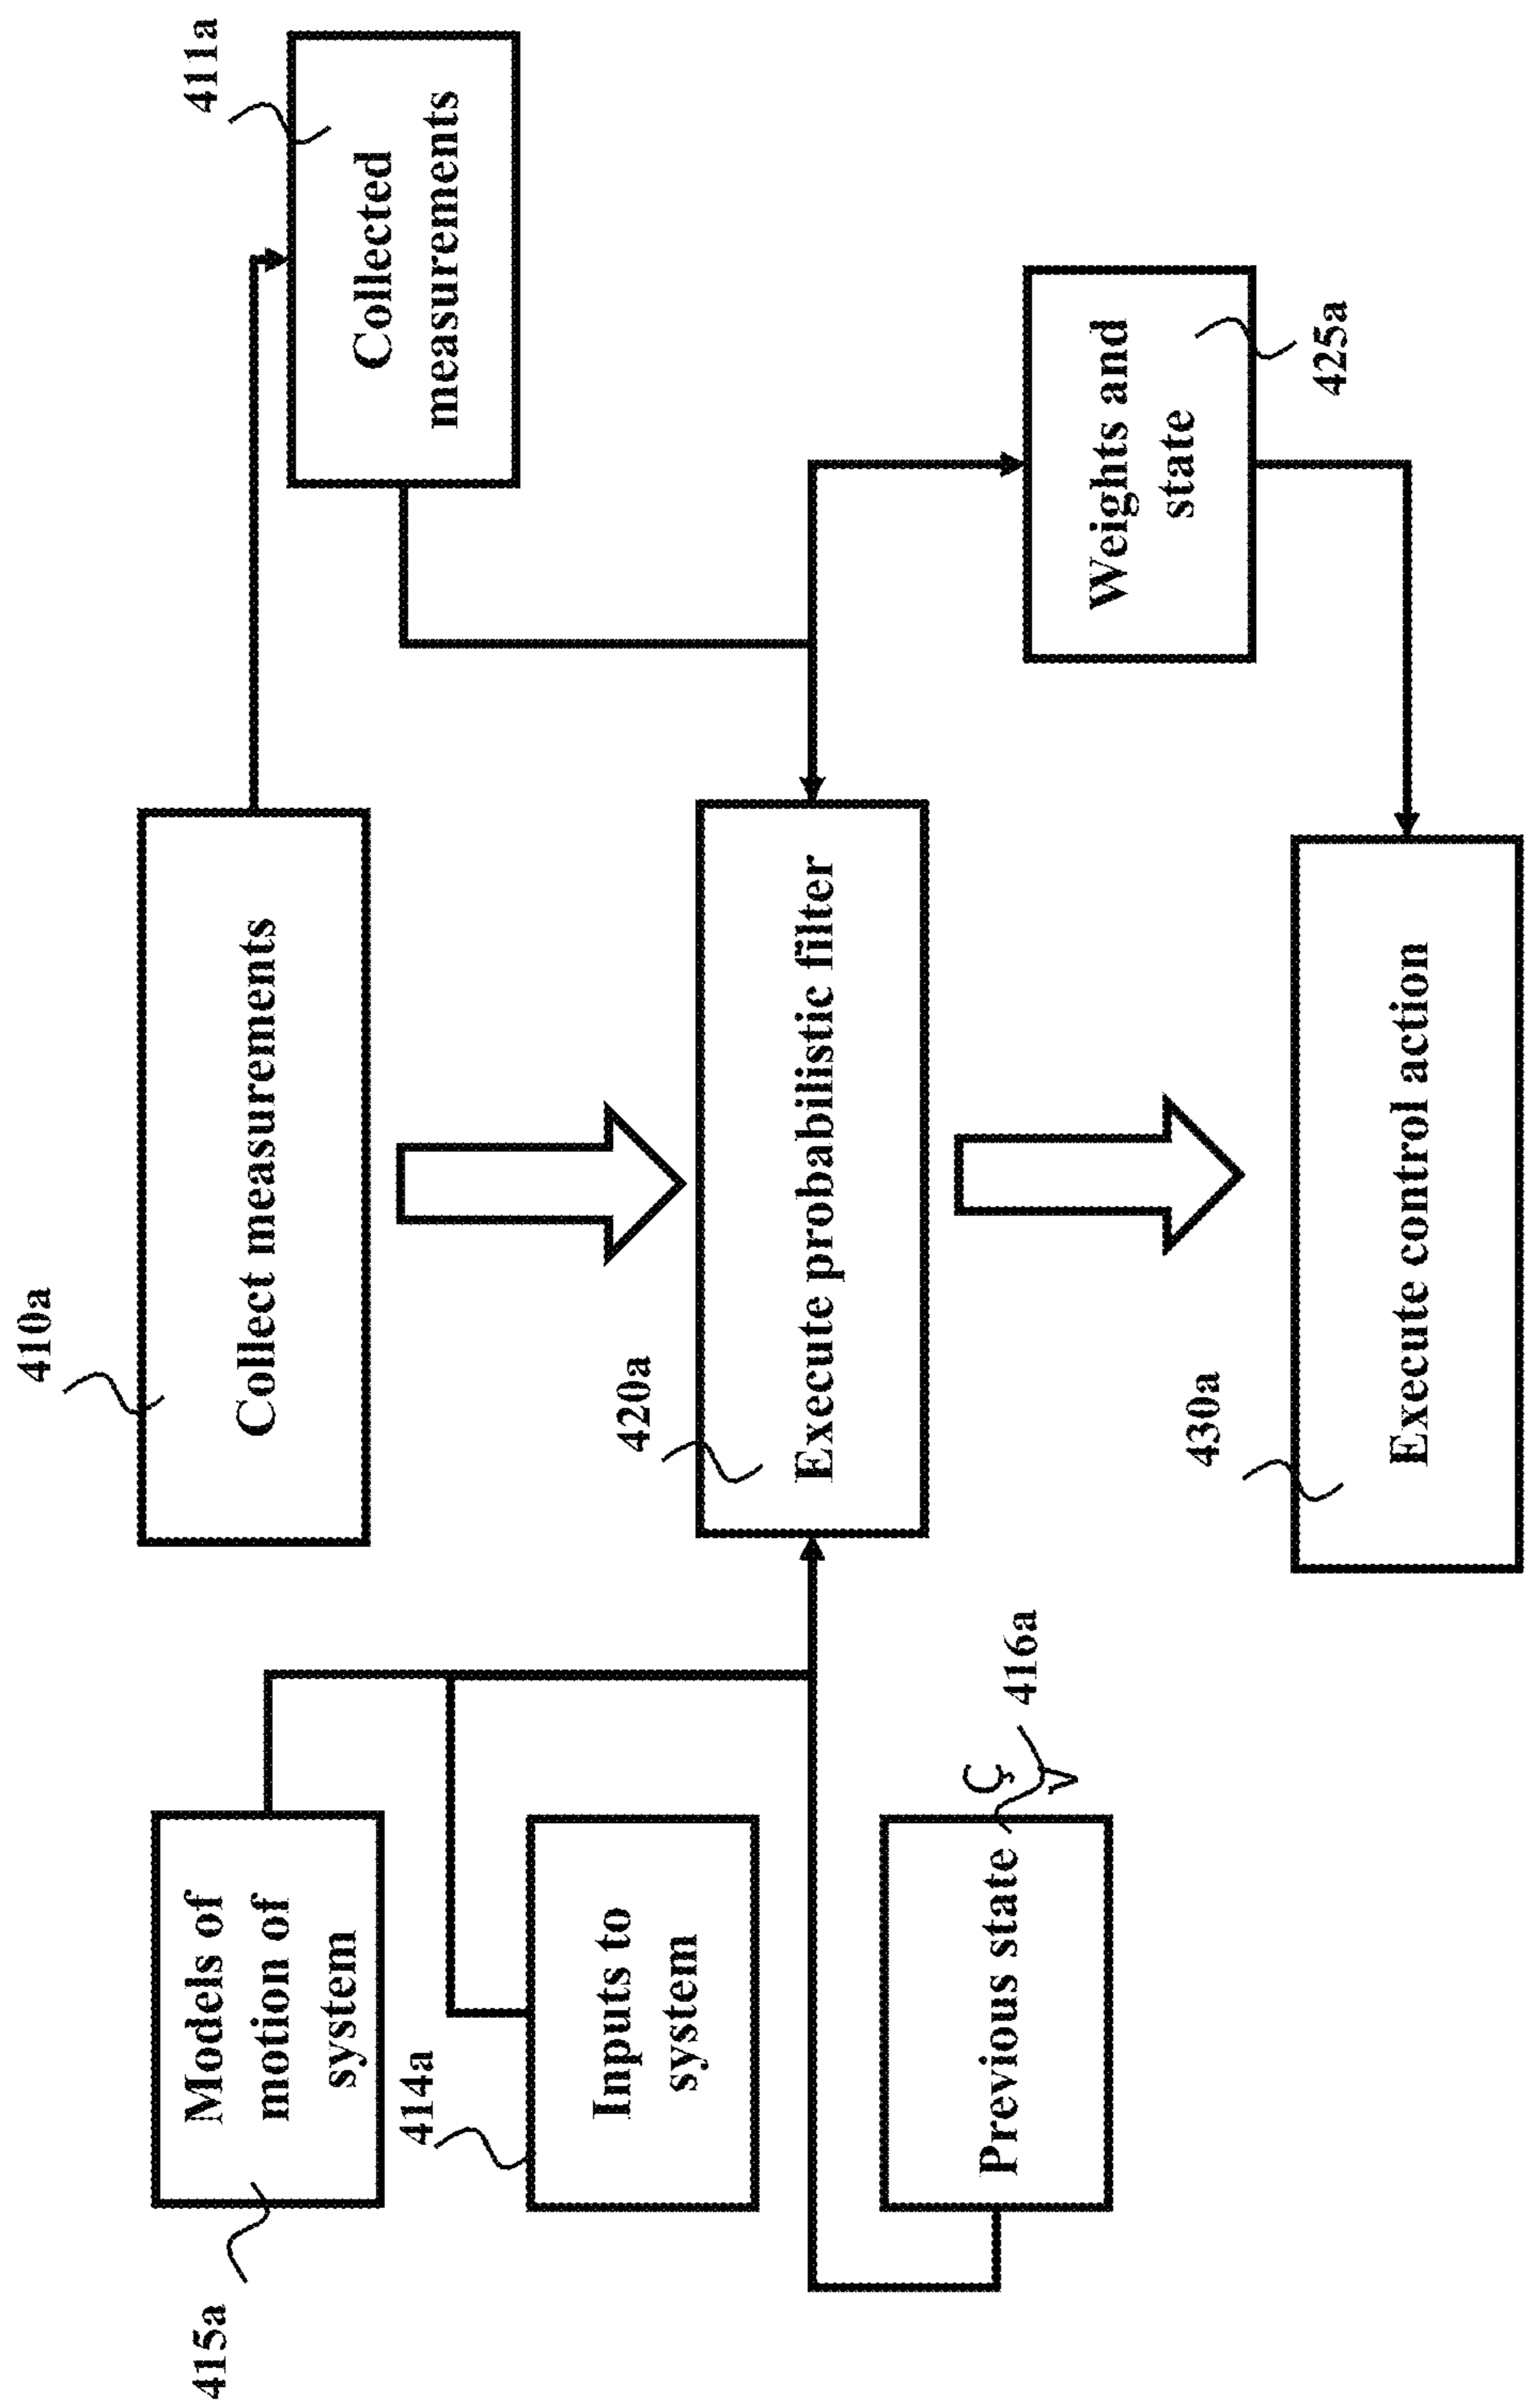 410a
Collect measurements
411a
Collected
measurements
415a
Models of
motion of
system
414a
Inputs to
system
420a
Execute probabilistic filter
416a
Previous state
425a
Weights and
state
430a
Execute control action